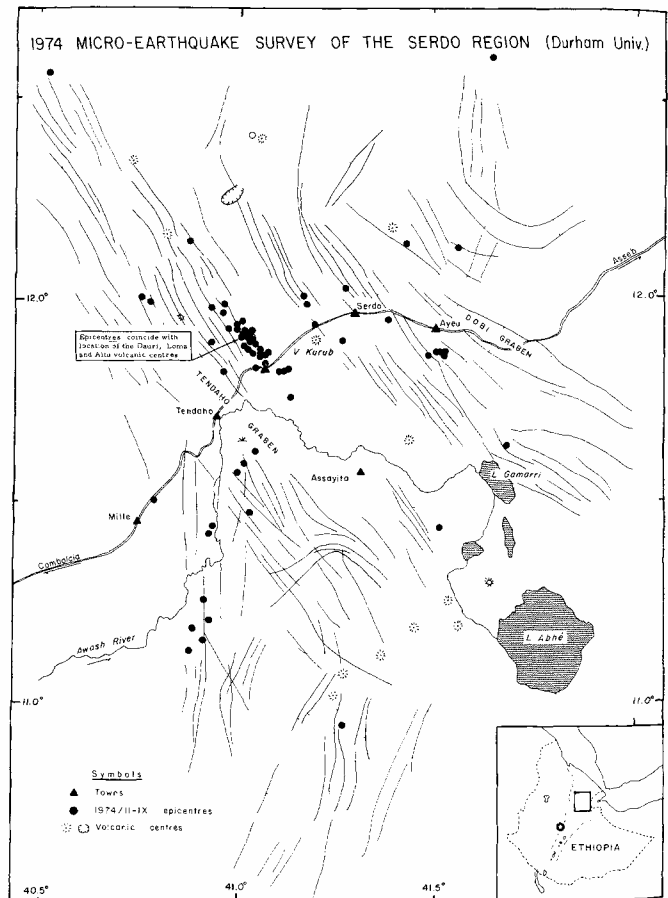 1974 MICRO-EARTHQUAKE SURVEY OF THE SERDO REGION (Durham Univ.)
12.0°
12.0°
Aseeb
Serdo
Ayeu
DOBI GRABEN
Epicentres coincide with
location of the Dauri, Loma
and Altu volcanic centres
V Kurub
TENDAHO
GRABEN
Tendaho
Assayita
L Gamarri
Mille
Combolcia
Awash River
L Abhé
11.0°
11.0°
Symbols
Towns
1974/II-IX epicentres
Volcanic centres
ETHIOPIA
40.5°
41.0°
41.5°